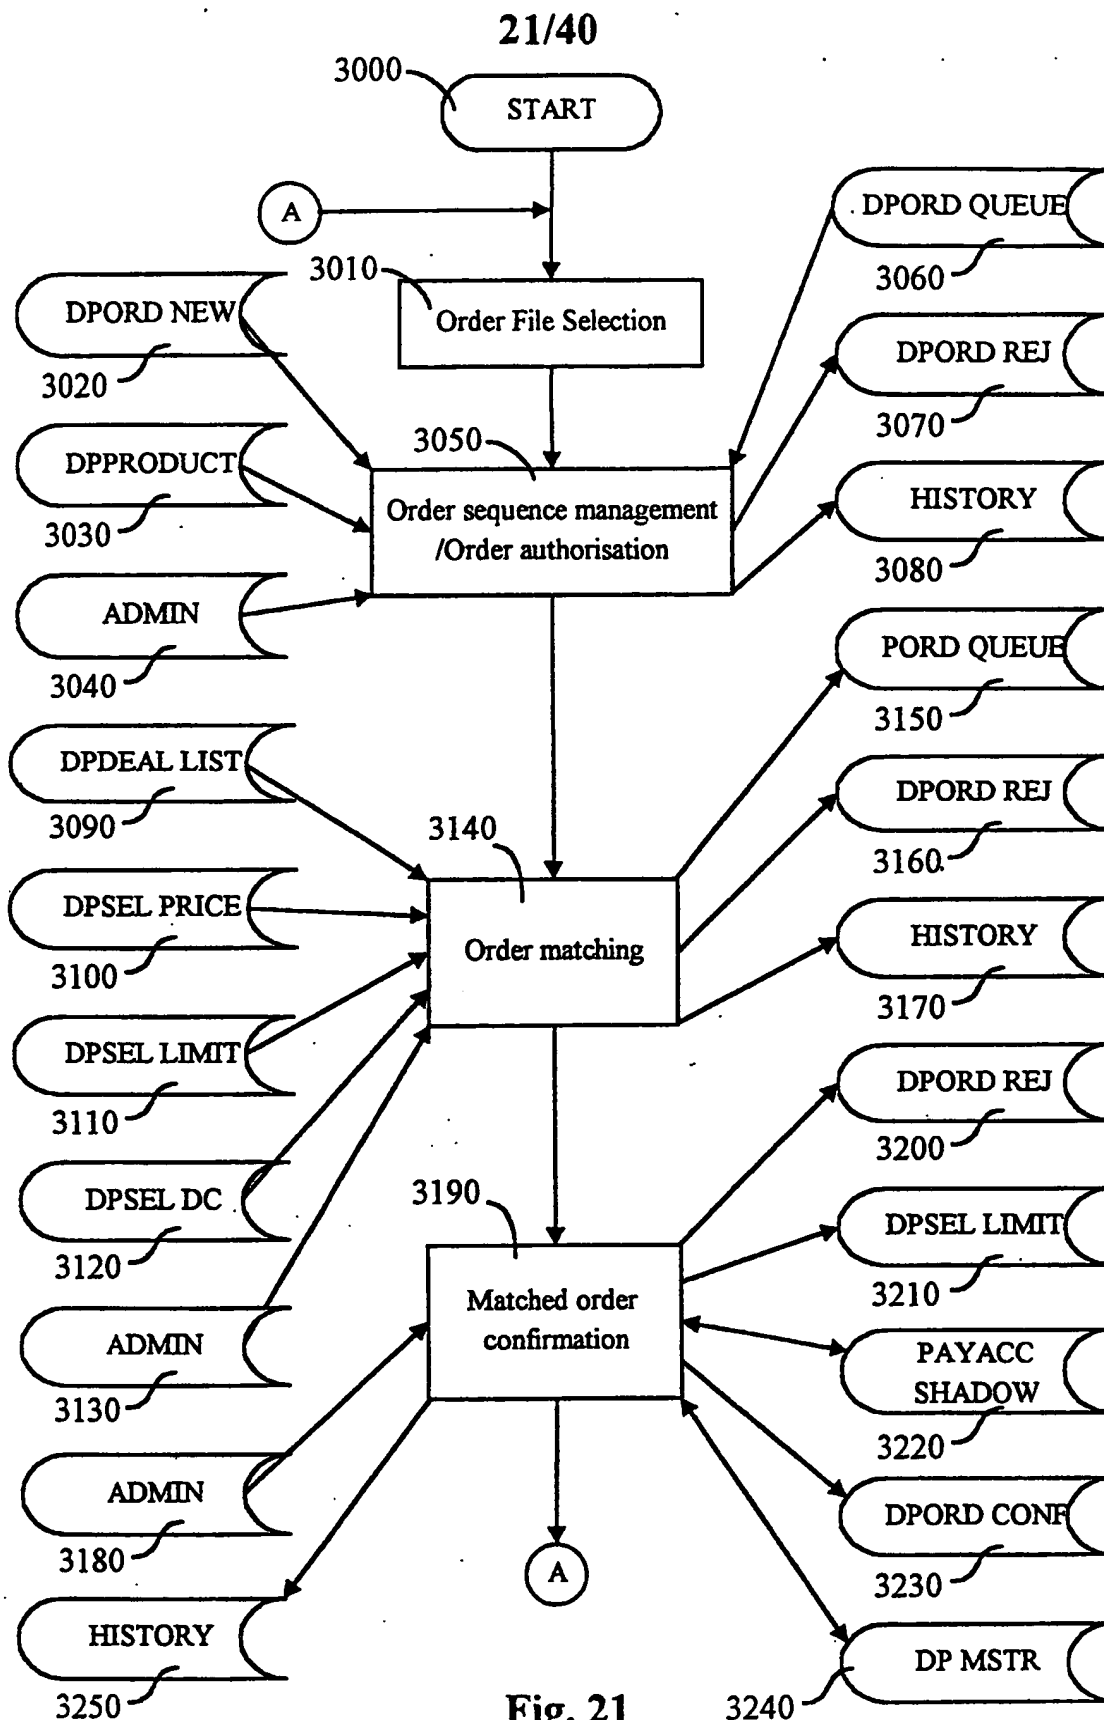 21/40
3000
START
A
DPORD QUEUE
3060
3010
Order File Selection
DPORD NEW
3020
DPORD REJ
3070
3050
Order sequence management
/Order authorisation
DPPRODUCT
3030
HISTORY
3080
ADMIN
3040
PORD QUEUE
3150
DPDEAL LIST
3090
DPORD REJ
3160
3140
Order matching
DPSEL PRICE
3100
HISTORY
3170
DPSEL LIMIT
3110
DPORD REJ
3200
DPSEL DC
3120
3190
Matched order
confirmation
DPSEL LIMIT
3210
ADMIN
3130
PAYACC
SHADOW
3220
ADMIN
3180
DPORD CONF
3230
A
HISTORY
3250
DP MSTR
3240
Fig. 21